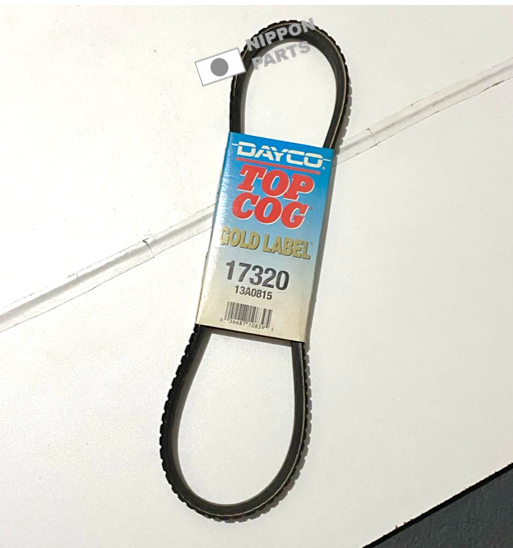 NIPPON
PARTS
DAYCO
TOP
COG
GOLD LABEL
17320
13A0815